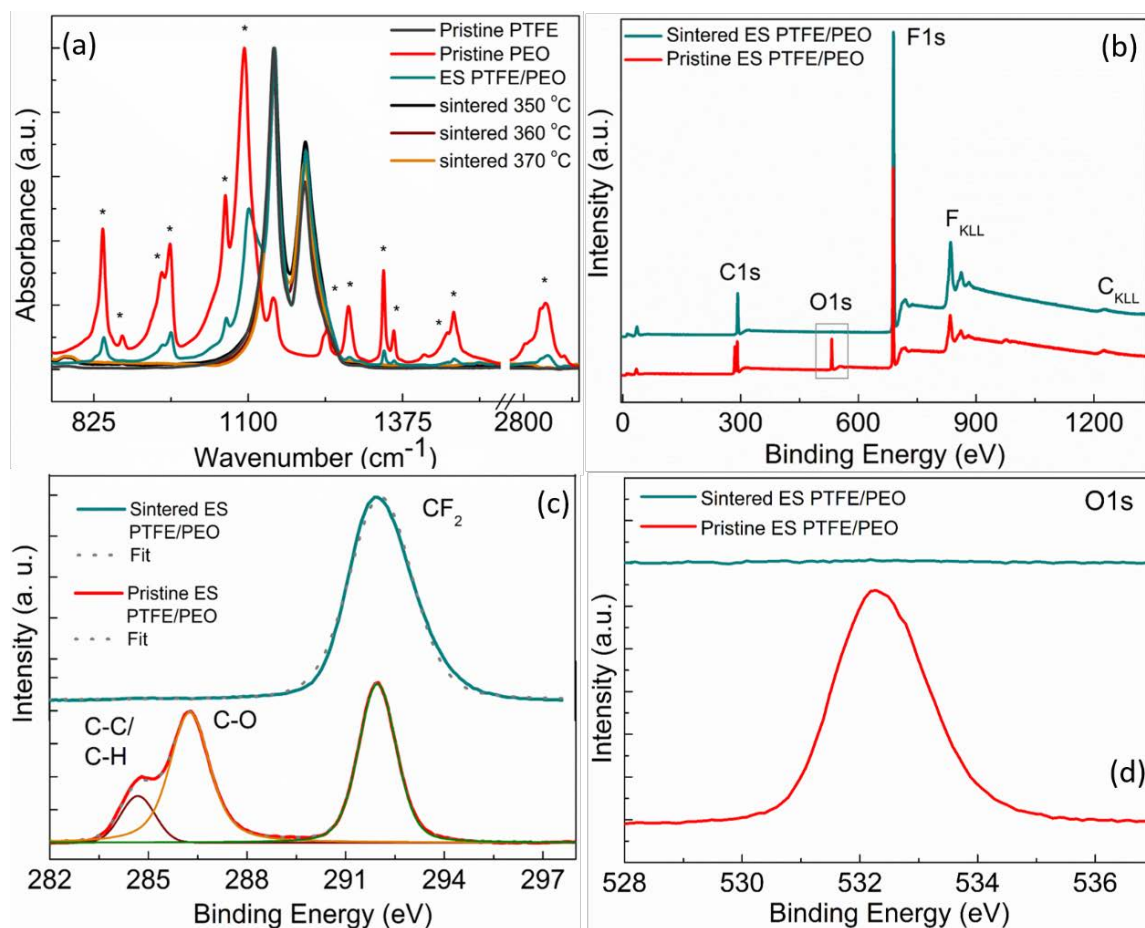 (a)
* * * * * * * * * * * * * *
Pristine PTFE
Pristine PEO
ES PTFE/PEO
sintered 350 °C
sintered 360 °C
sintered 370 °C
Absorbance (a.u.)
825 1100 1375 2800
Wavenumber (cm⁻¹)
(b)
Sintered ES PTFE/PEO
Pristine ES PTFE/PEO
F1s
F_KLL
C1s
O1s
C_KLL
Intensity (a.u.)
0 300 600 900 1200
Binding Energy (eV)
(c)
Sintered ES
PTFE/PEO
Fit
Pristine ES
PTFE/PEO
Fit
CF₂
C-C/
C-H
C-O
Intensity (a. u.)
282 285 288 291 294 297
Binding Energy (eV)
Sintered ES PTFE/PEO
Pristine ES PTFE/PEO
O1s
(d)
Intensity (a.u.)
528 530 532 534 536
Binding Energy (eV)